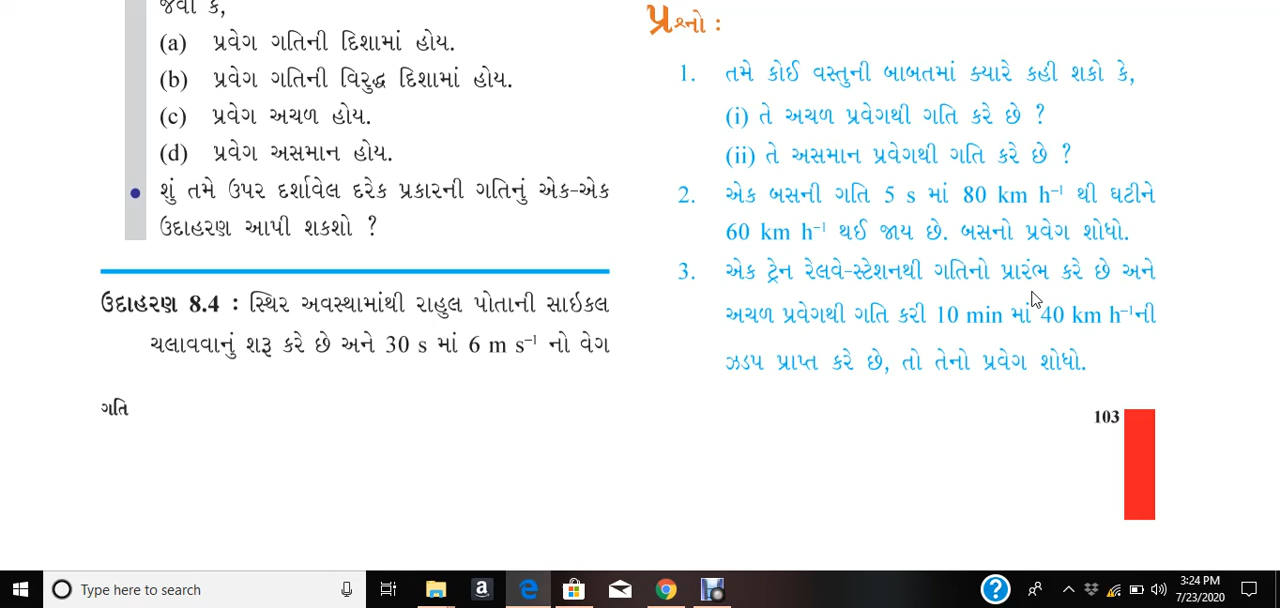 જેવા કે,
(a) પ્રવેગ ગતિની દિશામાં હોય.
(b) પ્રવેગ ગતિની વિરુદ્ધ દિશામાં હોય.
(c) પ્રવેગ અચળ હોય.
(d) પ્રવેગ અસમાન હોય.
• શું તમે ઉપર દર્શાવેલ દરેક પ્રકારની ગતિનું એક-એક
ઉદાહરણ આપી શકશો ?
ઉદાહરણ 8.4 : સ્થિર અવસ્થામાંથી રાહુલ પોતાની સાઇકલ
ચલાવવાનું શરૂ કરે છે અને 30 s માં 6 m s⁻¹ નો વેગ
ગતિ
પ્રશ્નો :
1. તમે કોઈ વસ્તુની બાબતમાં ક્યારે કહી શકો કે,
(i) તે અચળ પ્રવેગથી ગતિ કરે છે ?
(ii) તે અસમાન પ્રવેગથી ગતિ કરે છે ?
2. એક બસની ગતિ 5 s માં 80 km h⁻¹ થી ઘટીને
60 km h⁻¹ થઈ જાય છે. બસનો પ્રવેગ શોધો.
3. એક ટ્રેન રેલવે-સ્ટેશનથી ગતિનો પ્રારંભ કરે છે અને
અચળ પ્રવેગથી ગતિ કરી 10 min માં 40 km h⁻¹ની
ઝડપ પ્રાપ્ત કરે છે, તો તેનો પ્રવેગ શોધો.
103
Type here to search
3:24 PM
7/23/2020